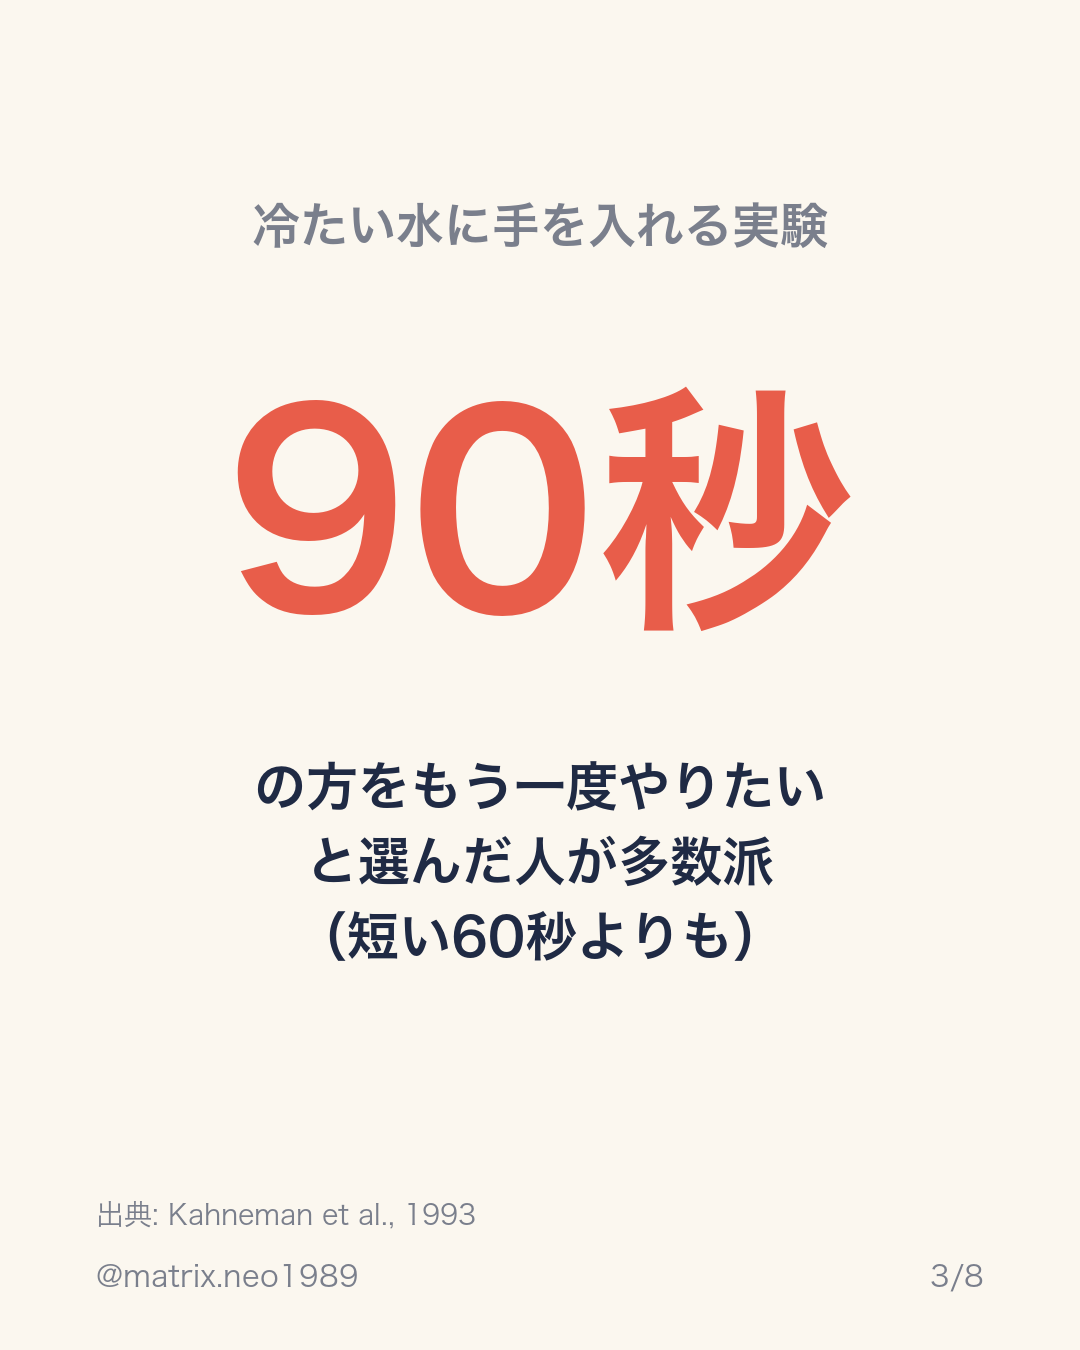 冷たい水に手を入れる実験
90秒
の方をもう一度やりたい
と選んだ人が多数派
（短い60秒よりも）
出典: Kahneman et al., 1993
@matrix.neo1989
3/8